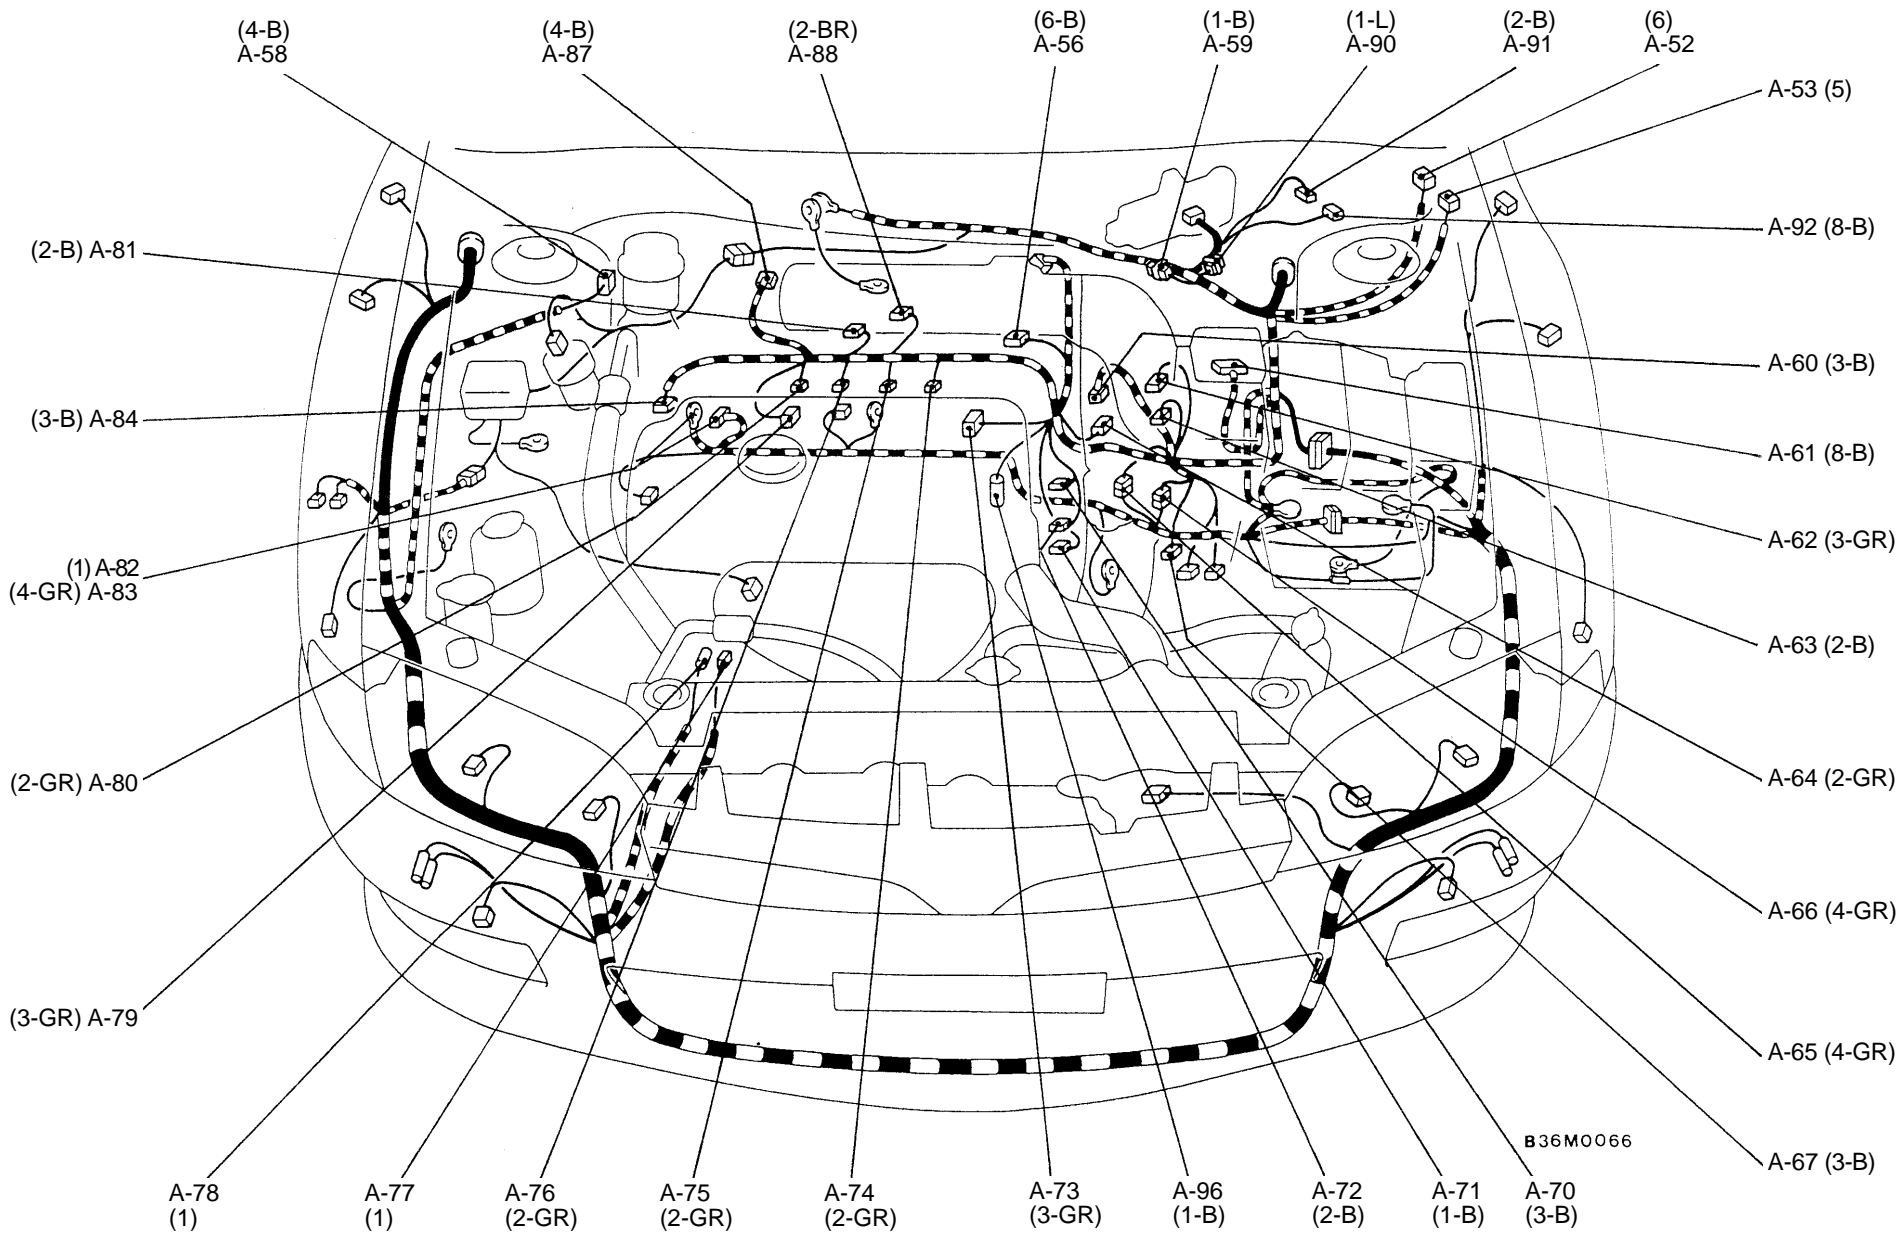 (4-B)
A-58
(4-B)
A-87
(2-BR)
A-88
(6-B)
A-56
(1-B)
A-59
(1-L)
A-90
(2-B)
A-91
(6)
A-52
A-53 (5)
(2-B) A-81
A-92 (8-B)
A-60 (3-B)
(3-B) A-84
A-61 (8-B)
A-62 (3-GR)
(1) A-82
(4-GR) A-83
A-63 (2-B)
(2-GR) A-80
A-64 (2-GR)
A-66 (4-GR)
(3-GR) A-79
A-65 (4-GR)
B36M0066
A-67 (3-B)
A-78
(1)
A-77
(1)
A-76
(2-GR)
A-75
(2-GR)
A-74
(2-GR)
A-73
(3-GR)
A-96
(1-B)
A-72
(2-B)
A-71
(1-B)
A-70
(3-B)